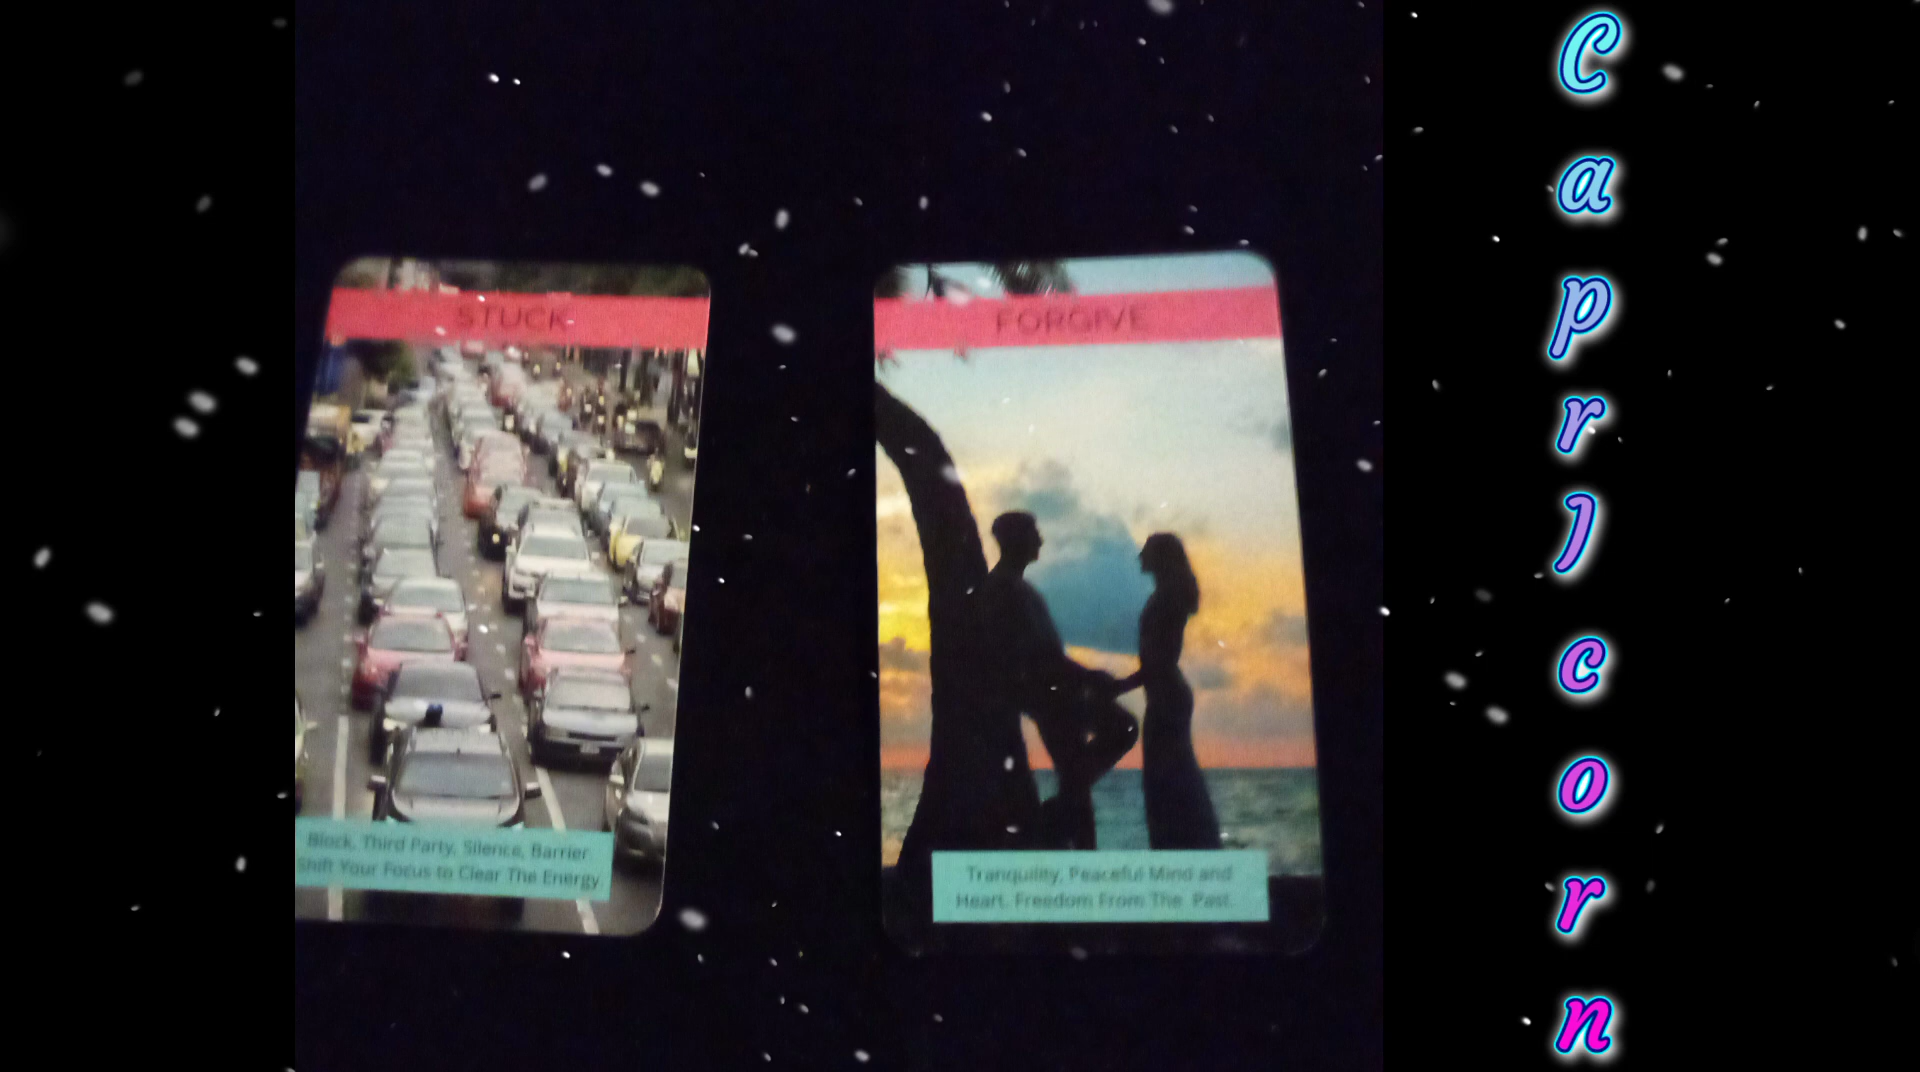 STUCK
Block, Third Party, Silence, Barrier
Shift Your Focus to Clear The Energy.
FORGIVE
Tranquility, Peaceful Mind and
Heart. Freedom From The Past.
Capricorn